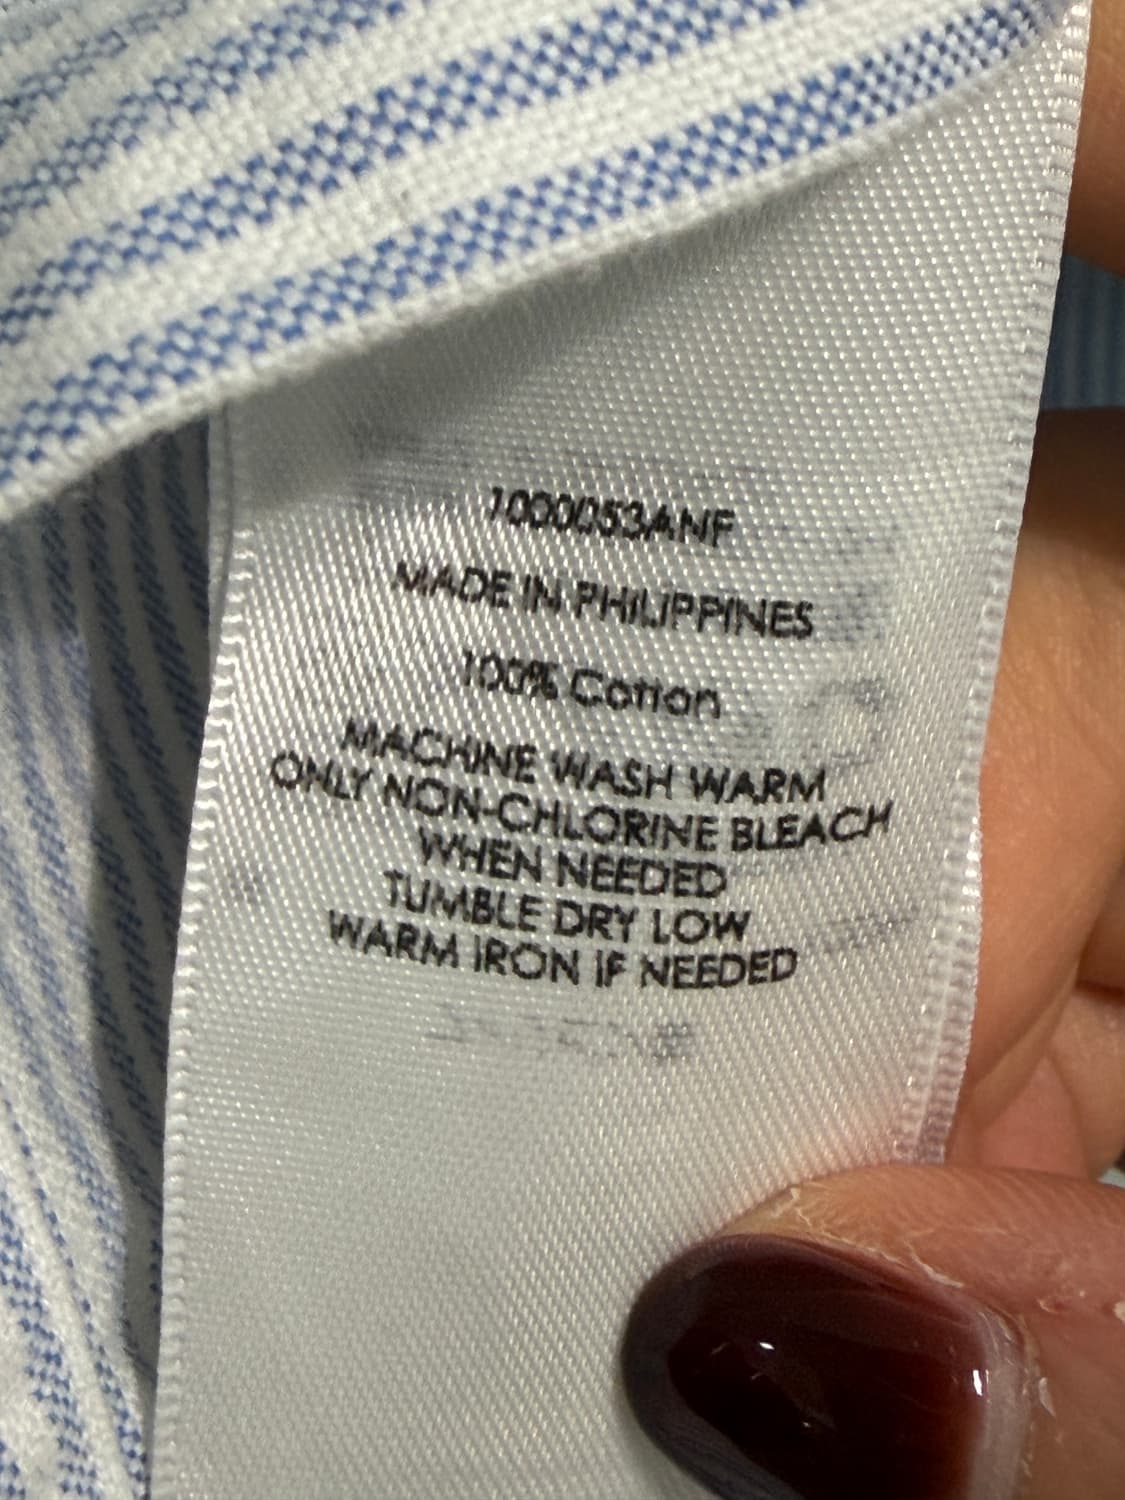 1000053ANF
MADE IN PHILIPPINES
100% Cotton
MACHINE WASH WARM
ONLY NON-CHLORINE BLEACH
WHEN NEEDED
TUMBLE DRY LOW
WARM IRON IF NEEDED